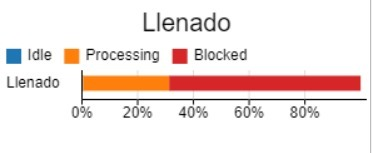 Llenado
Idle Processing Blocked
Llenado
0% 20% 40% 60% 80%